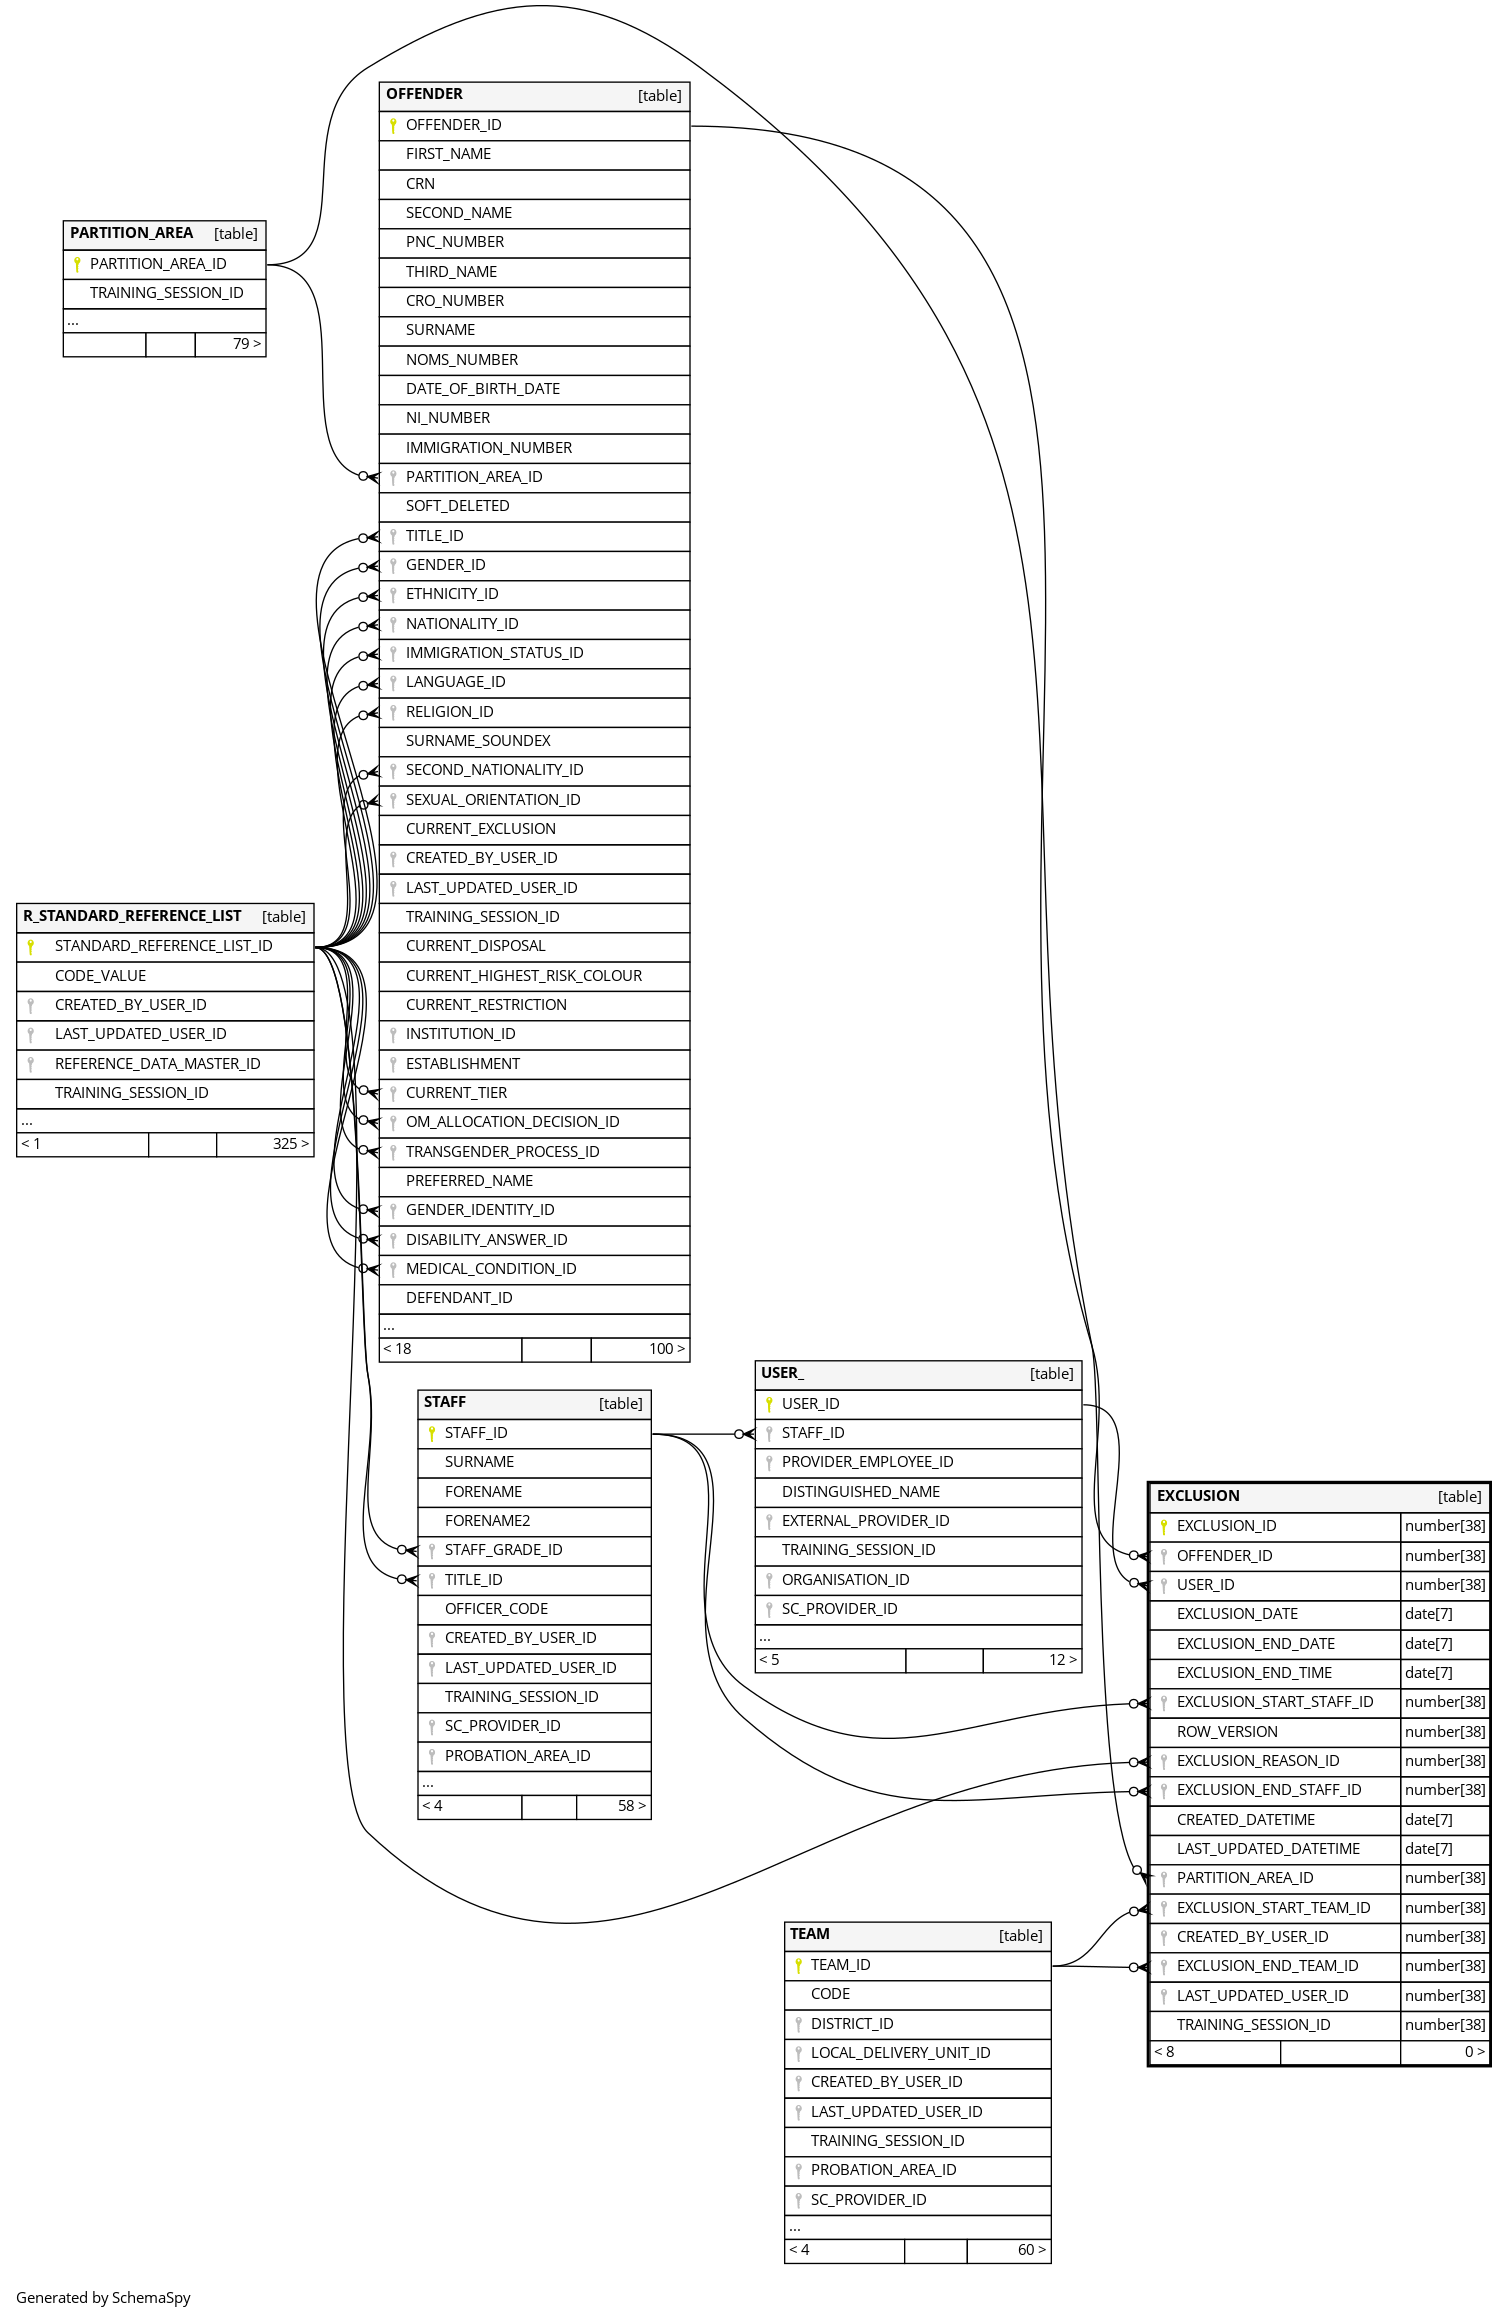 OFFENDER [table]
OFFENDER_ID
FIRST_NAME
CRN
SECOND_NAME
PNC_NUMBER
THIRD_NAME
CRO_NUMBER
SURNAME
NOMS_NUMBER
DATE_OF_BIRTH_DATE
NI_NUMBER
IMMIGRATION_NUMBER
PARTITION_AREA_ID
SOFT_DELETED
TITLE_ID
GENDER_ID
ETHNICITY_ID
NATIONALITY_ID
IMMIGRATION_STATUS_ID
LANGUAGE_ID
RELIGION_ID
SURNAME_SOUNDEX
SECOND_NATIONALITY_ID
SEXUAL_ORIENTATION_ID
CURRENT_EXCLUSION
CREATED_BY_USER_ID
LAST_UPDATED_USER_ID
TRAINING_SESSION_ID
CURRENT_DISPOSAL
CURRENT_HIGHEST_RISK_COLOUR
CURRENT_RESTRICTION
INSTITUTION_ID
ESTABLISHMENT
CURRENT_TIER
OM_ALLOCATION_DECISION_ID
TRANSGENDER_PROCESS_ID
PREFERRED_NAME
GENDER_IDENTITY_ID
DISABILITY_ANSWER_ID
MEDICAL_CONDITION_ID
DEFENDANT_ID
...
< 18 100 >
PARTITION_AREA [table]
PARTITION_AREA_ID
TRAINING_SESSION_ID
...
79 >
R_STANDARD_REFERENCE_LIST [table]
STANDARD_REFERENCE_LIST_ID
CODE_VALUE
CREATED_BY_USER_ID
LAST_UPDATED_USER_ID
REFERENCE_DATA_MASTER_ID
TRAINING_SESSION_ID
...
< 1 325 >
STAFF [table]
STAFF_ID
SURNAME
FORENAME
FORENAME2
STAFF_GRADE_ID
TITLE_ID
OFFICER_CODE
CREATED_BY_USER_ID
LAST_UPDATED_USER_ID
TRAINING_SESSION_ID
SC_PROVIDER_ID
PROBATION_AREA_ID
...
< 4 58 >
USER_ [table]
USER_ID
STAFF_ID
PROVIDER_EMPLOYEE_ID
DISTINGUISHED_NAME
EXTERNAL_PROVIDER_ID
TRAINING_SESSION_ID
ORGANISATION_ID
SC_PROVIDER_ID
...
< 5 12 >
EXCLUSION [table]
EXCLUSION_ID number[38]
OFFENDER_ID number[38]
USER_ID number[38]
EXCLUSION_DATE date[7]
EXCLUSION_END_DATE date[7]
EXCLUSION_END_TIME date[7]
EXCLUSION_START_STAFF_ID number[38]
ROW_VERSION number[38]
EXCLUSION_REASON_ID number[38]
EXCLUSION_END_STAFF_ID number[38]
CREATED_DATETIME date[7]
LAST_UPDATED_DATETIME date[7]
PARTITION_AREA_ID number[38]
EXCLUSION_START_TEAM_ID number[38]
CREATED_BY_USER_ID number[38]
EXCLUSION_END_TEAM_ID number[38]
LAST_UPDATED_USER_ID number[38]
TRAINING_SESSION_ID number[38]
< 8 0 >
TEAM [table]
TEAM_ID
CODE
DISTRICT_ID
LOCAL_DELIVERY_UNIT_ID
CREATED_BY_USER_ID
LAST_UPDATED_USER_ID
TRAINING_SESSION_ID
PROBATION_AREA_ID
SC_PROVIDER_ID
...
< 4 60 >
Generated by SchemaSpy